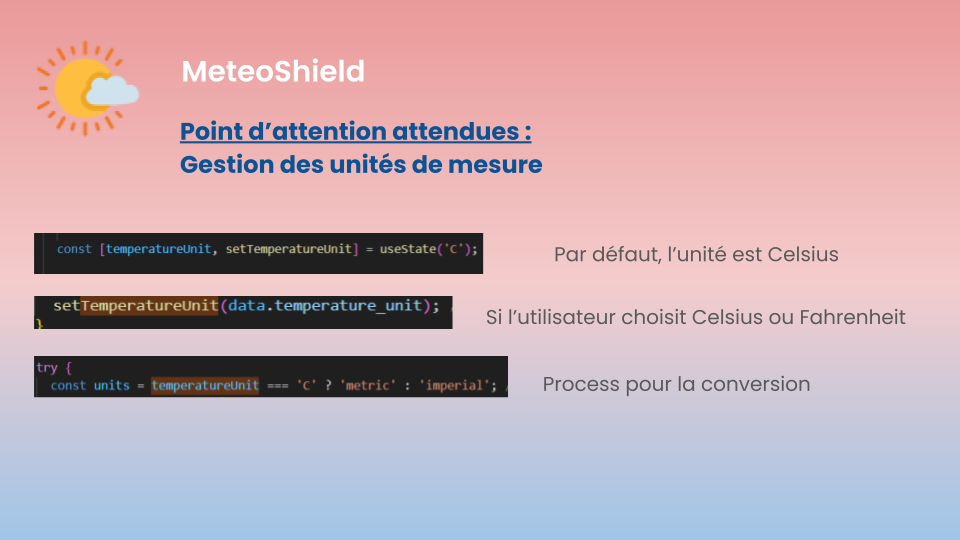 MeteoShield
Point d’attention attendues :
Gestion des unités de mesure
const [temperatureUnit, setTemperatureUnit] = useState('C');
Par défaut, l’unité est Celsius
setTemperatureUnit(data.temperature_unit);
}
Si l’utilisateur choisit Celsius ou Fahrenheit
try {
const units = temperatureUnit === 'C' ? 'metric' : 'imperial';
Process pour la conversion